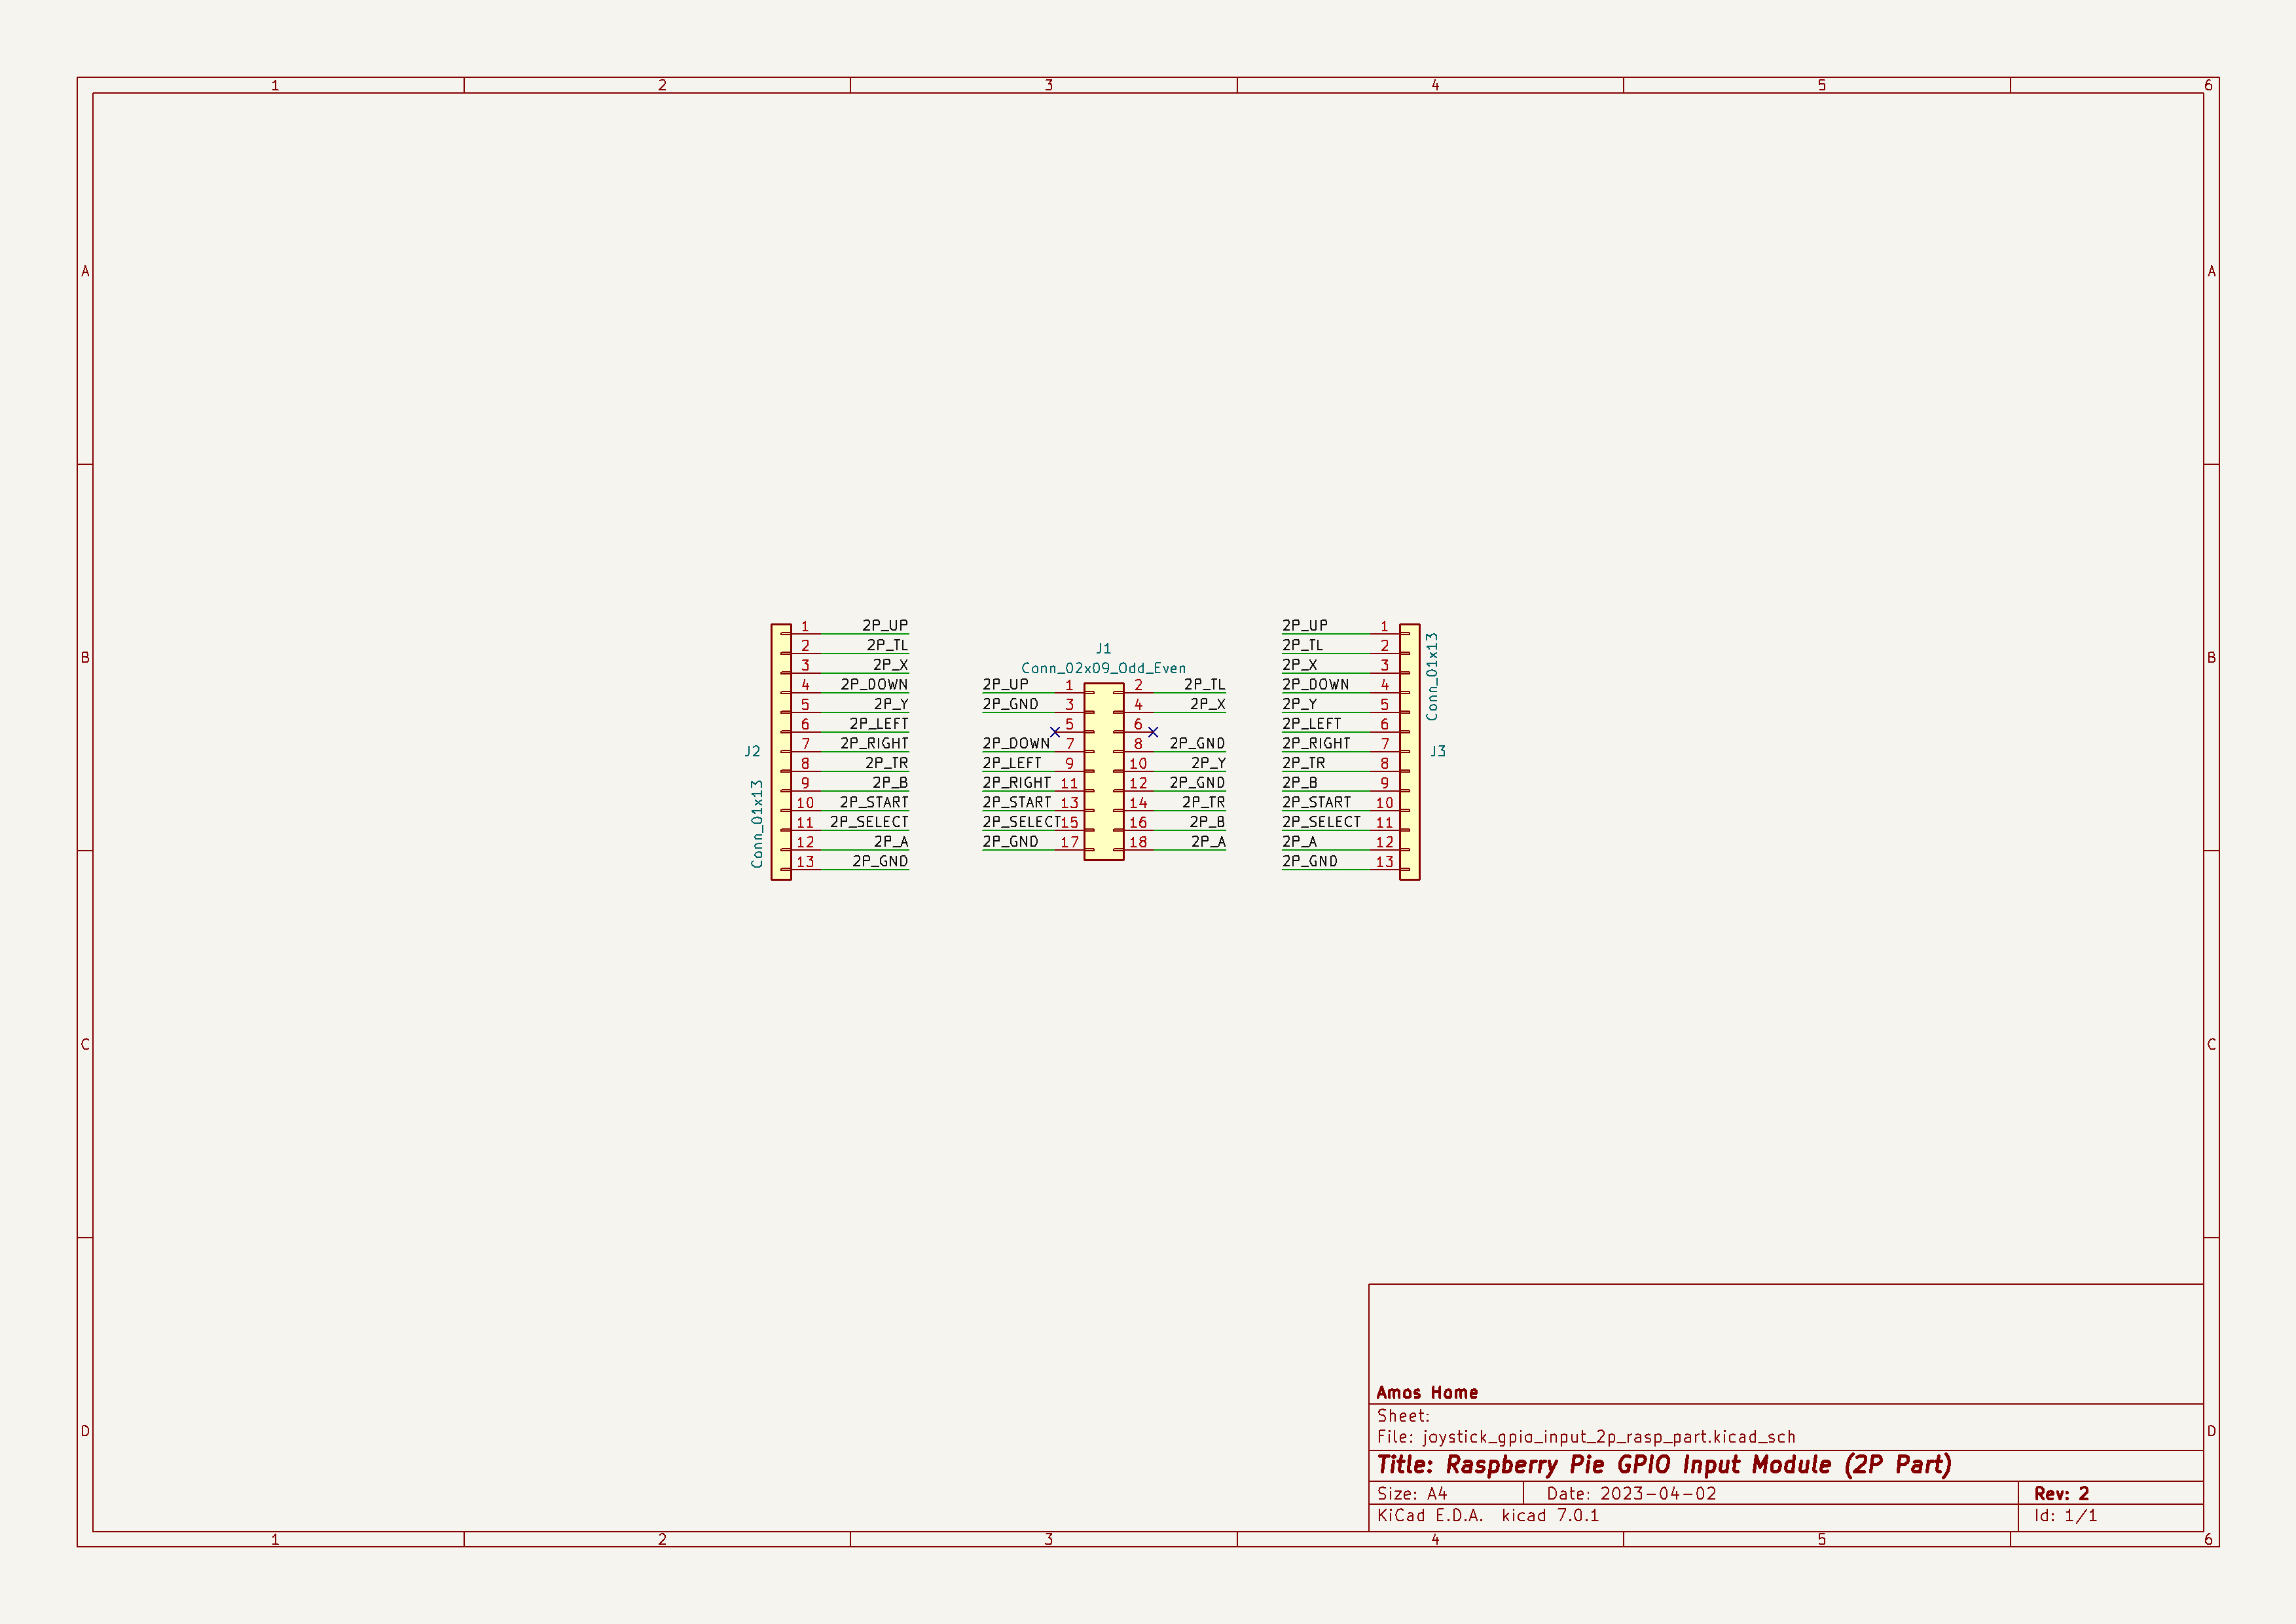 1 2 3 4 5 6
A A
B B
C C
D D
J2
Conn_01x13
1 2P_UP
2 2P_TL
3 2P_X
4 2P_DOWN
5 2P_Y
6 2P_LEFT
7 2P_RIGHT
8 2P_TR
9 2P_B
10 2P_START
11 2P_SELECT
12 2P_A
13 2P_GND
J1
Conn_02x09_Odd_Even
2P_UP 1 2 2P_TL
2P_GND 3 4 2P_X
5 6
2P_DOWN 7 8 2P_GND
2P_LEFT 9 10 2P_Y
2P_RIGHT 11 12 2P_GND
2P_START 13 14 2P_TR
2P_SELECT 15 16 2P_B
2P_GND 17 18 2P_A
2P_UP 1
2P_TL 2
2P_X 3
2P_DOWN 4
2P_Y 5
2P_LEFT 6
2P_RIGHT 7
2P_TR 8
2P_B 9
2P_START 10
2P_SELECT 11
2P_A 12
2P_GND 13
Conn_01x13
J3
Amos Home
Sheet:
File: joystick_gpio_input_2p_rasp_part.kicad_sch
Title: Raspberry Pie GPIO Input Module (2P Part)
Size: A4 Date: 2023-04-02 Rev: 2
KiCad E.D.A. kicad 7.0.1 Id: 1/1
1 2 3 4 5 6